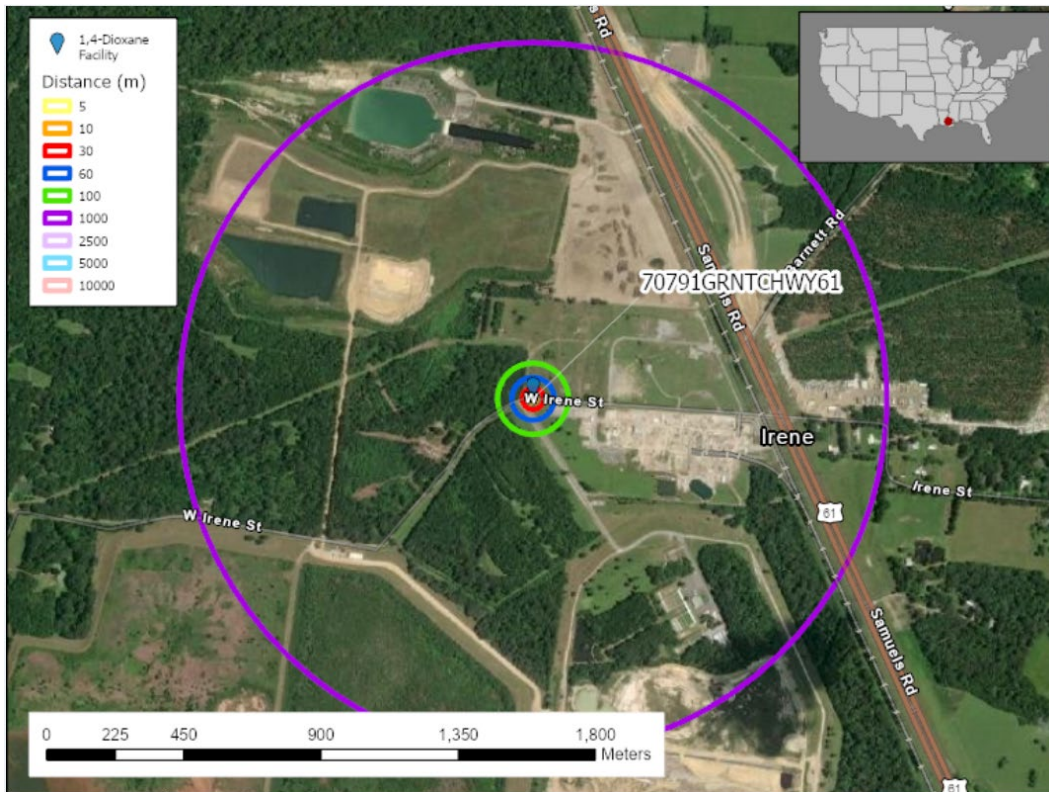 1,4-Dioxane
Facility
Distance (m)
5
10
30
60
100
1000
2500
5000
10000
Samuels Rd
Barnett Rd
70791GRNTCHWY61
W Irene St
Irene
Irene St
61
W Irene St
Samuels Rd
0 225 450 900 1,350 1,800
Meters
61